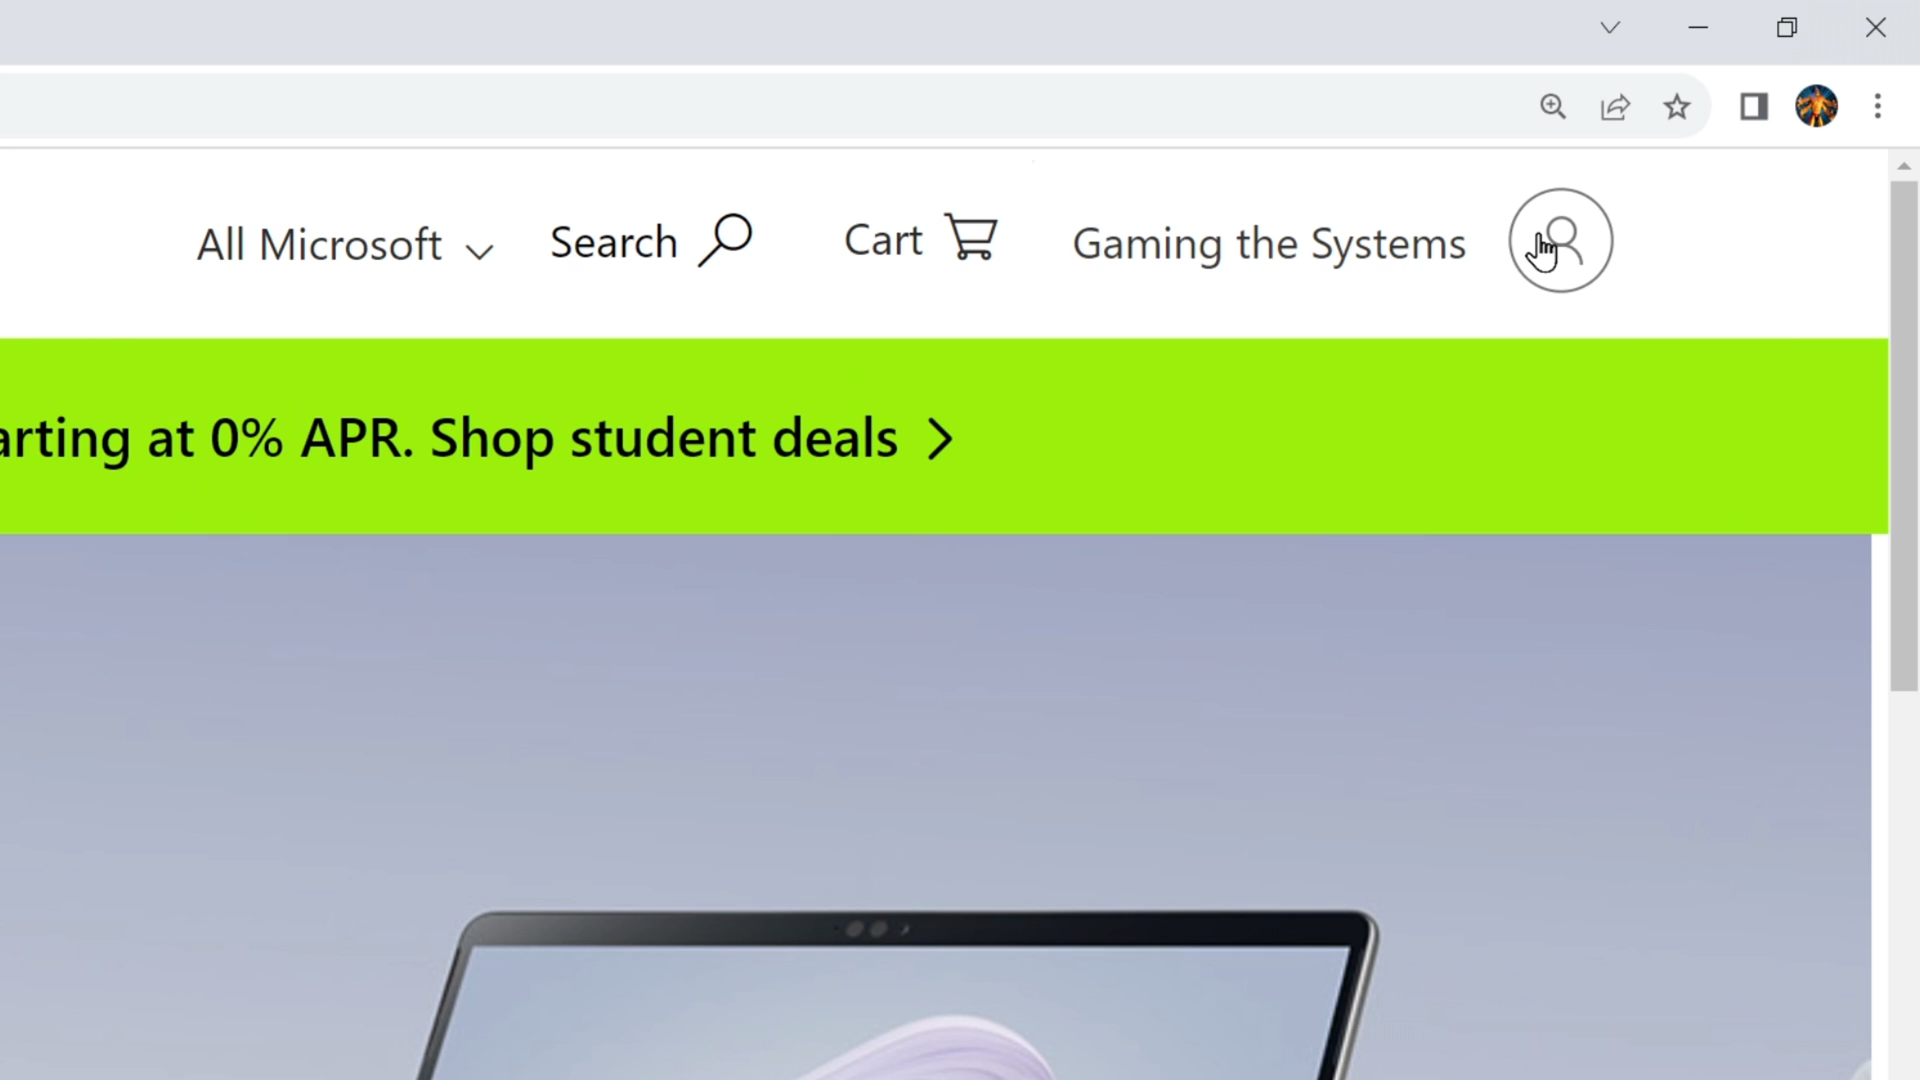 All Microsoft Search Cart Gaming the Systems
arting at 0% APR. Shop student deals